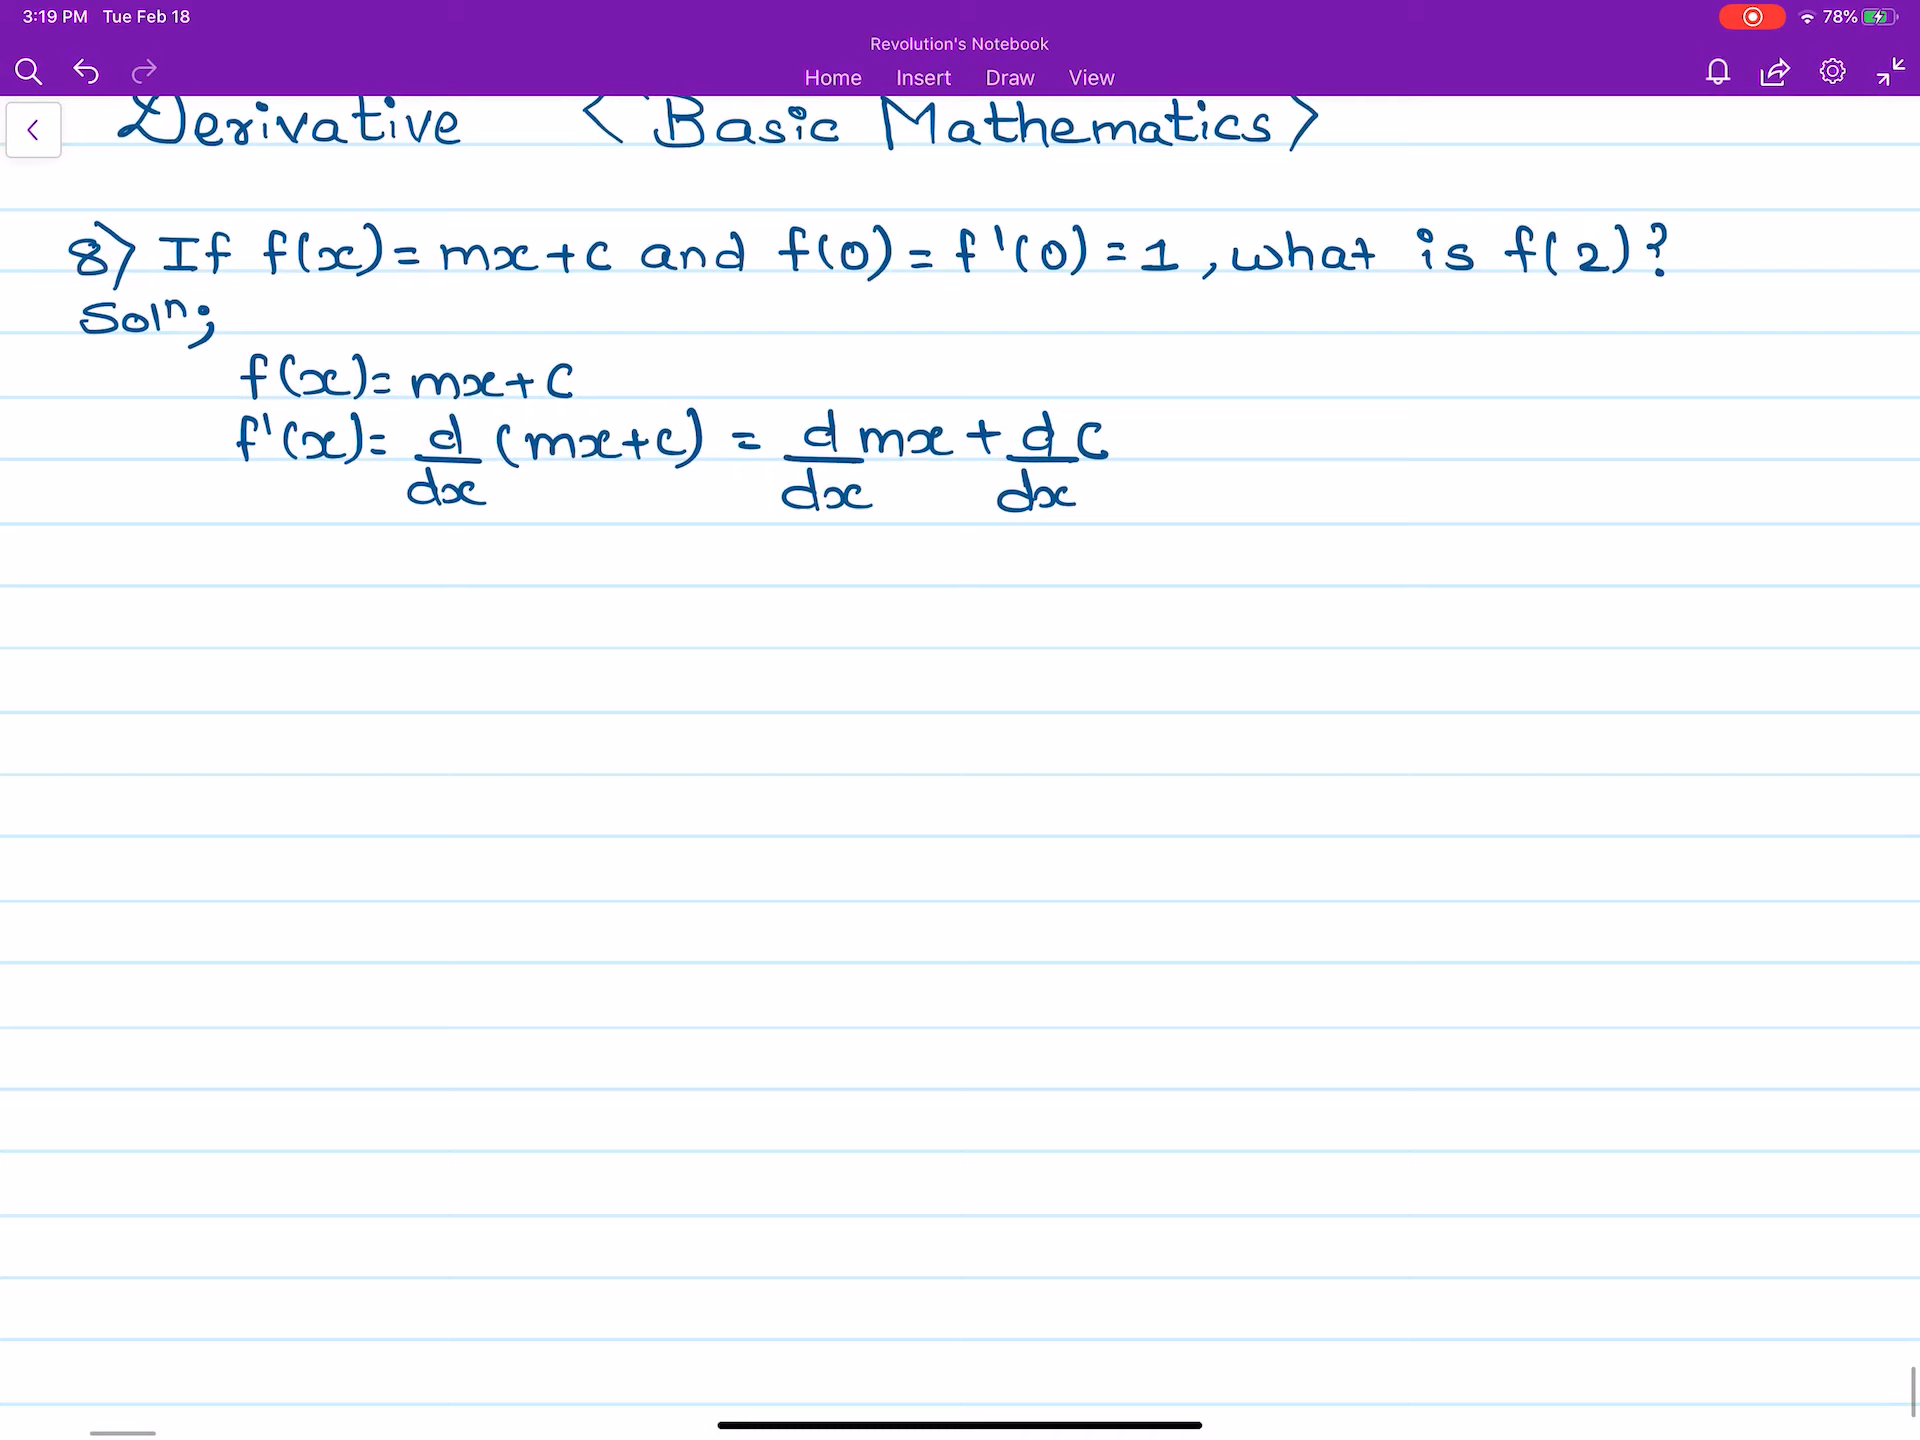 3:19 PM Tue Feb 18
78%
Revolution's Notebook
Home Insert Draw View
Derivative < Basic Mathematics>
8) If f(x) = mx+c and f(0) = f'(0) = 1, what is f(2)?
Solⁿ;
f(x)= mx+C
f'(x)= d/dx (mx+c) = d/dx mx + d/dx C